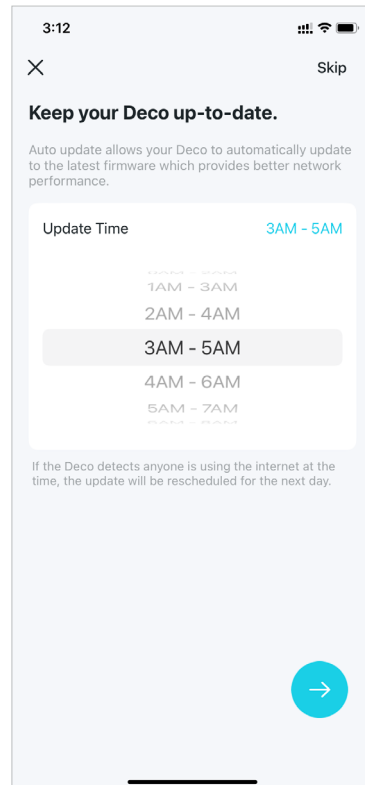 3:12
Skip
Keep your Deco up-to-date.
Auto update allows your Deco to automatically update
to the latest firmware which provides better network
performance.
Update Time 3AM - 5AM
1AM - 3AM
2AM - 4AM
3AM - 5AM
4AM - 6AM
5AM - 7AM
If the Deco detects anyone is using the internet at the
time, the update will be rescheduled for the next day.